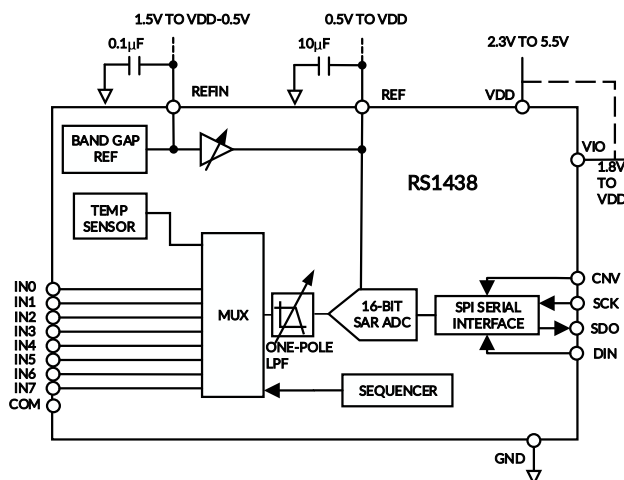 1.5V TO VDD-0.5V
0.5V TO VDD
0.1μF
10μF
2.3V TO 5.5V
REFIN
REF
VDD
BAND GAP
REF
VIO
RS1438
1.8V
TO
VDD
TEMP
SENSOR
IN0
IN1
IN2
IN3
IN4
IN5
IN6
IN7
COM
MUX
ONE-POLE
LPF
16-BIT
SAR ADC
SPI SERIAL
INTERFACE
CNV
SCK
SDO
DIN
SEQUENCER
GND